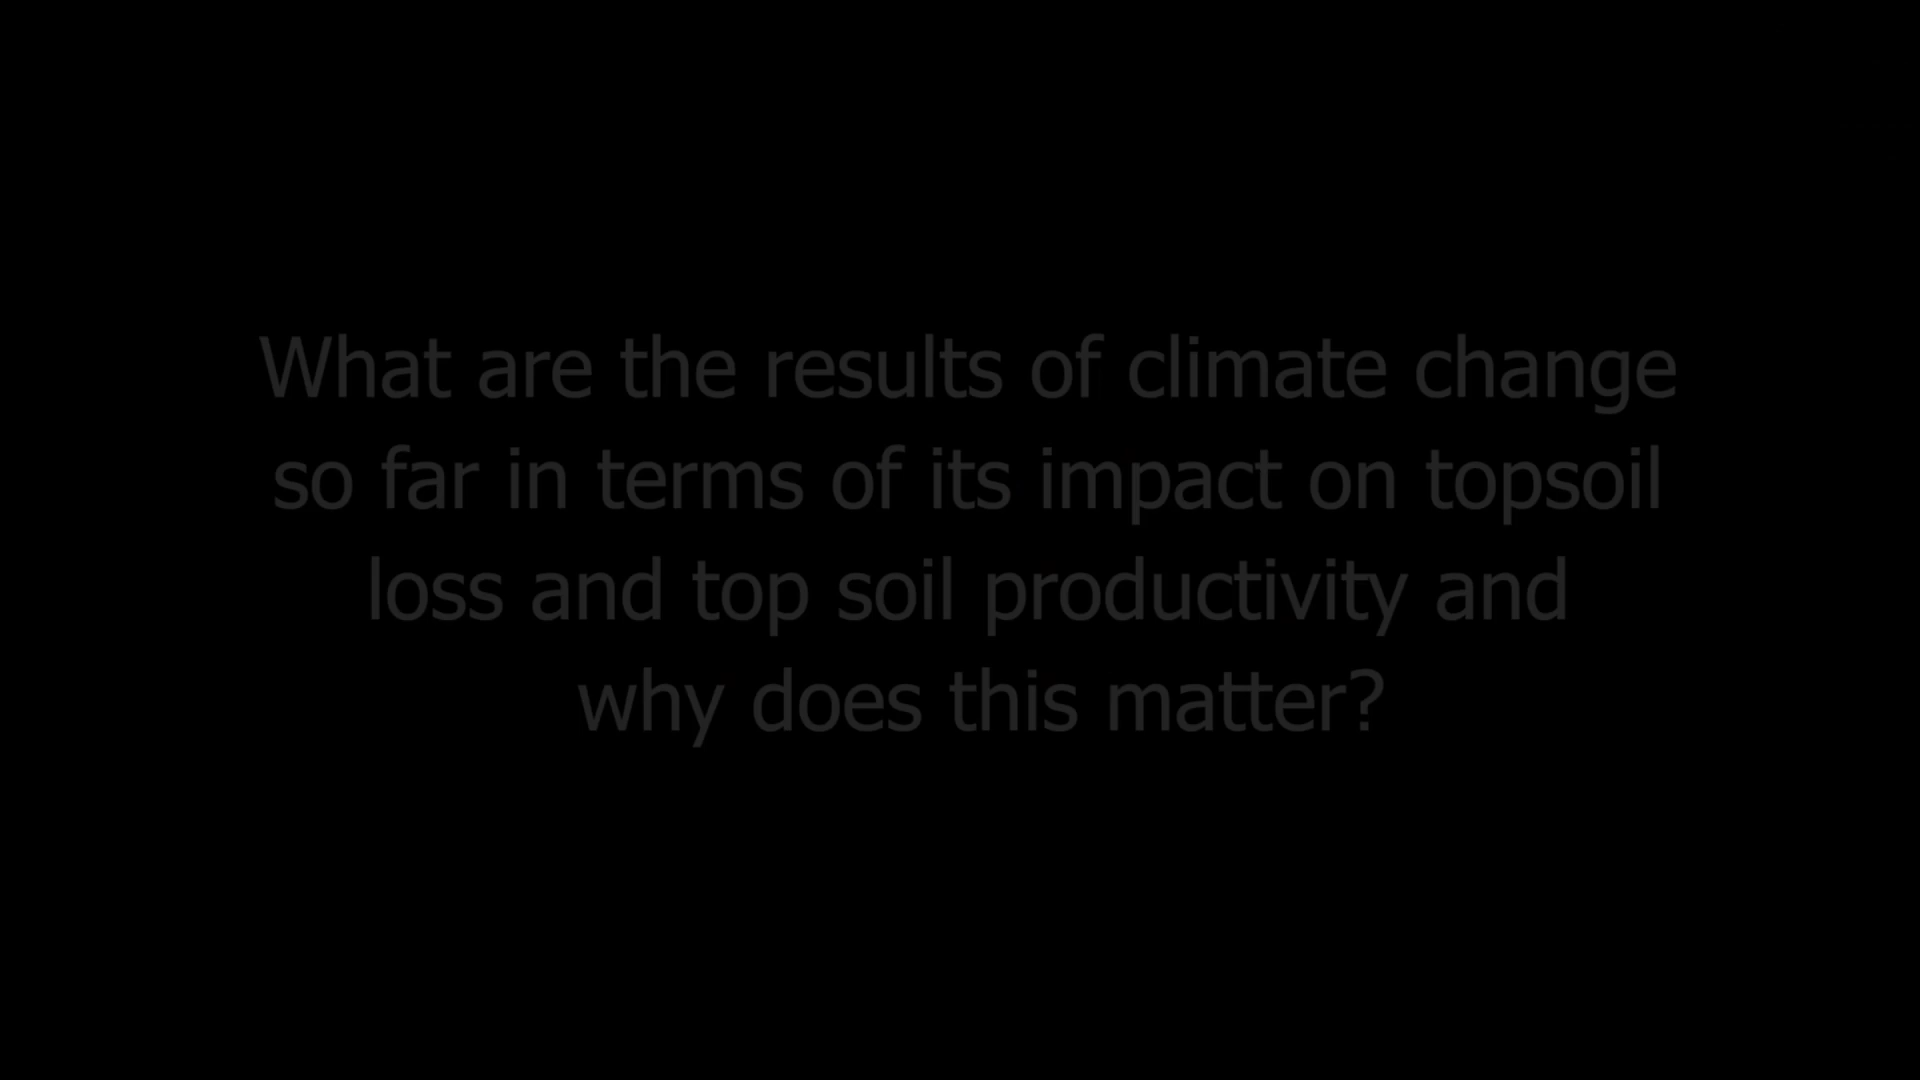 What are the results of climate change
so far in terms of its impact on topsoil
loss and top soil productivity and
why does this matter?